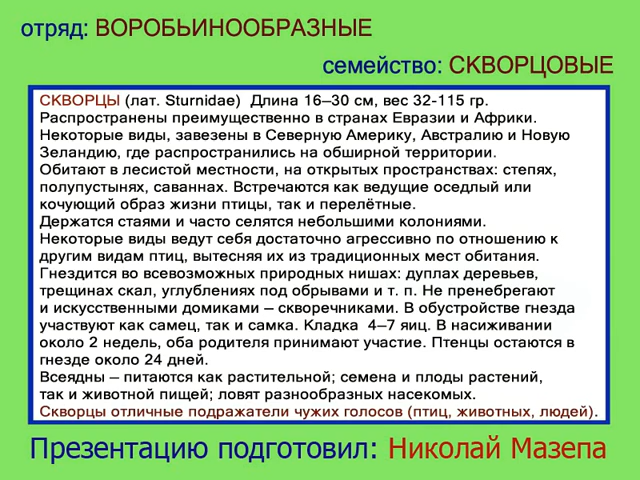 отряд: ВОРОБЬИНООБРАЗНЫЕ
семейство: СКВОРЦОВЫЕ
СКВОРЦЫ (лат. Sturnidae) Длина 16–30 см, вес 32-115 гр.
Распространены преимущественно в странах Евразии и Африки.
Некоторые виды, завезены в Северную Америку, Австралию и Новую
Зеландию, где распространились на обширной территории.
Обитают в лесистой местности, на открытых пространствах: степях,
полупустынях, саваннах. Встречаются как ведущие оседлый или
кочующий образ жизни птицы, так и перелётные.
Держатся стаями и часто селятся небольшими колониями.
Некоторые виды ведут себя достаточно агрессивно по отношению к
другим видам птиц, вытесняя их из традиционных мест обитания.
Гнездится во всевозможных природных нишах: дуплах деревьев,
трещинах скал, углублениях под обрывами и т. п. Не пренебрегают
и искусственными домиками – скворечниками. В обустройстве гнезда
участвуют как самец, так и самка. Кладка 4–7 яиц. В насиживании
около 2 недель, оба родителя принимают участие. Птенцы остаются в
гнезде около 24 дней.
Всеядны – питаются как растительной; семена и плоды растений,
так и животной пищей; ловят разнообразных насекомых.
Скворцы отличные подражатели чужих голосов (птиц, животных, людей).
Презентацию подготовил: Николай Мазепа